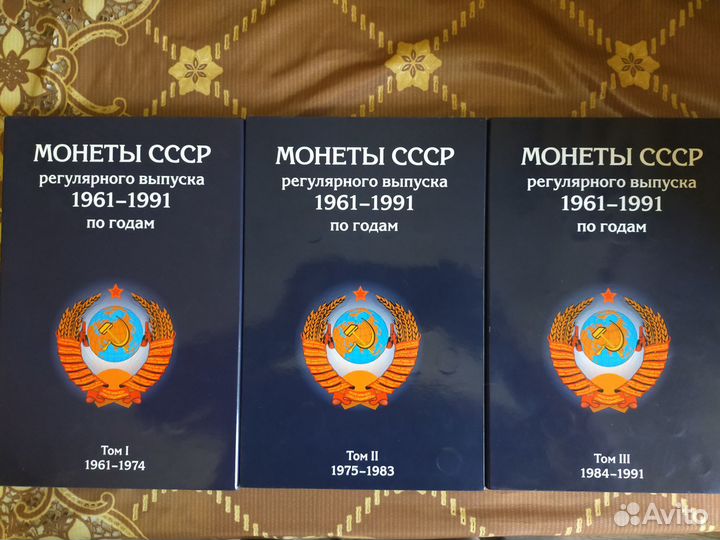 МОНЕТЫ СССР
регулярного выпуска
1961–1991
по годам
Том I
1961–1974
МОНЕТЫ СССР
регулярного выпуска
1961–1991
по годам
Том II
1975–1983
МОНЕТЫ СССР
регулярного выпуска
1961–1991
по годам
Том III
1984–1991
Avito